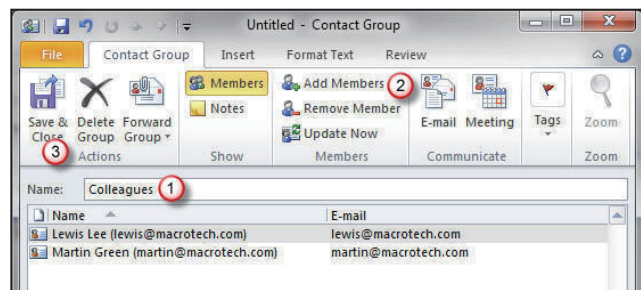 Untitled - Contact Group
File Contact Group Insert Format Text Review
Save & Close
Delete Group
Forward Group
Actions
Members
Notes
Show
Add Members 2
Remove Member
Update Now
Members
E-mail Meeting
Communicate
Tags
Zoom
Zoom
3
Name: Colleagues 1
Name E-mail
Lewis Lee (lewis@macrotech.com) lewis@macrotech.com
Martin Green (martin@macrotech.com) martin@macrotech.com